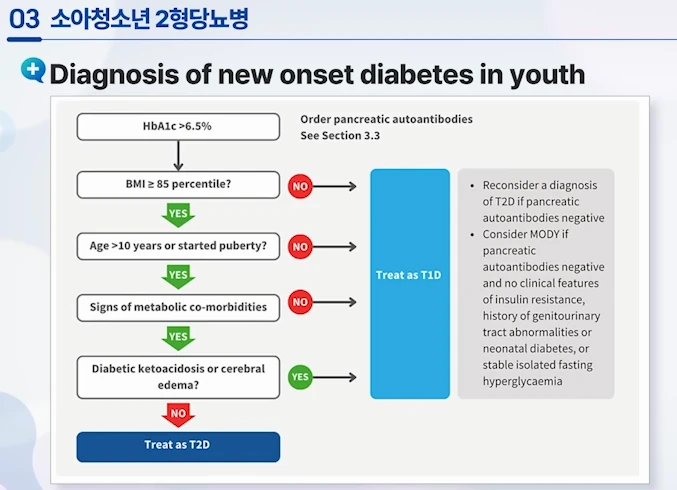 03 소아청소년 2형당뇨병
Diagnosis of new onset diabetes in youth
HbA1c >6.5%
Order pancreatic autoantibodies
See Section 3.3
BMI ≥ 85 percentile?
NO
YES
Age >10 years or started puberty?
NO
YES
Signs of metabolic co-morbidities
NO
YES
Diabetic ketoacidosis or cerebral
edema?
YES
NO
Treat as T2D
Treat as T1D
• Reconsider a diagnosis
of T2D if pancreatic
autoantibodies negative
• Consider MODY if
pancreatic
autoantibodies negative
and no clinical features
of insulin resistance,
history of genitourinary
tract abnormalities or
neonatal diabetes, or
stable isolated fasting
hyperglycaemia